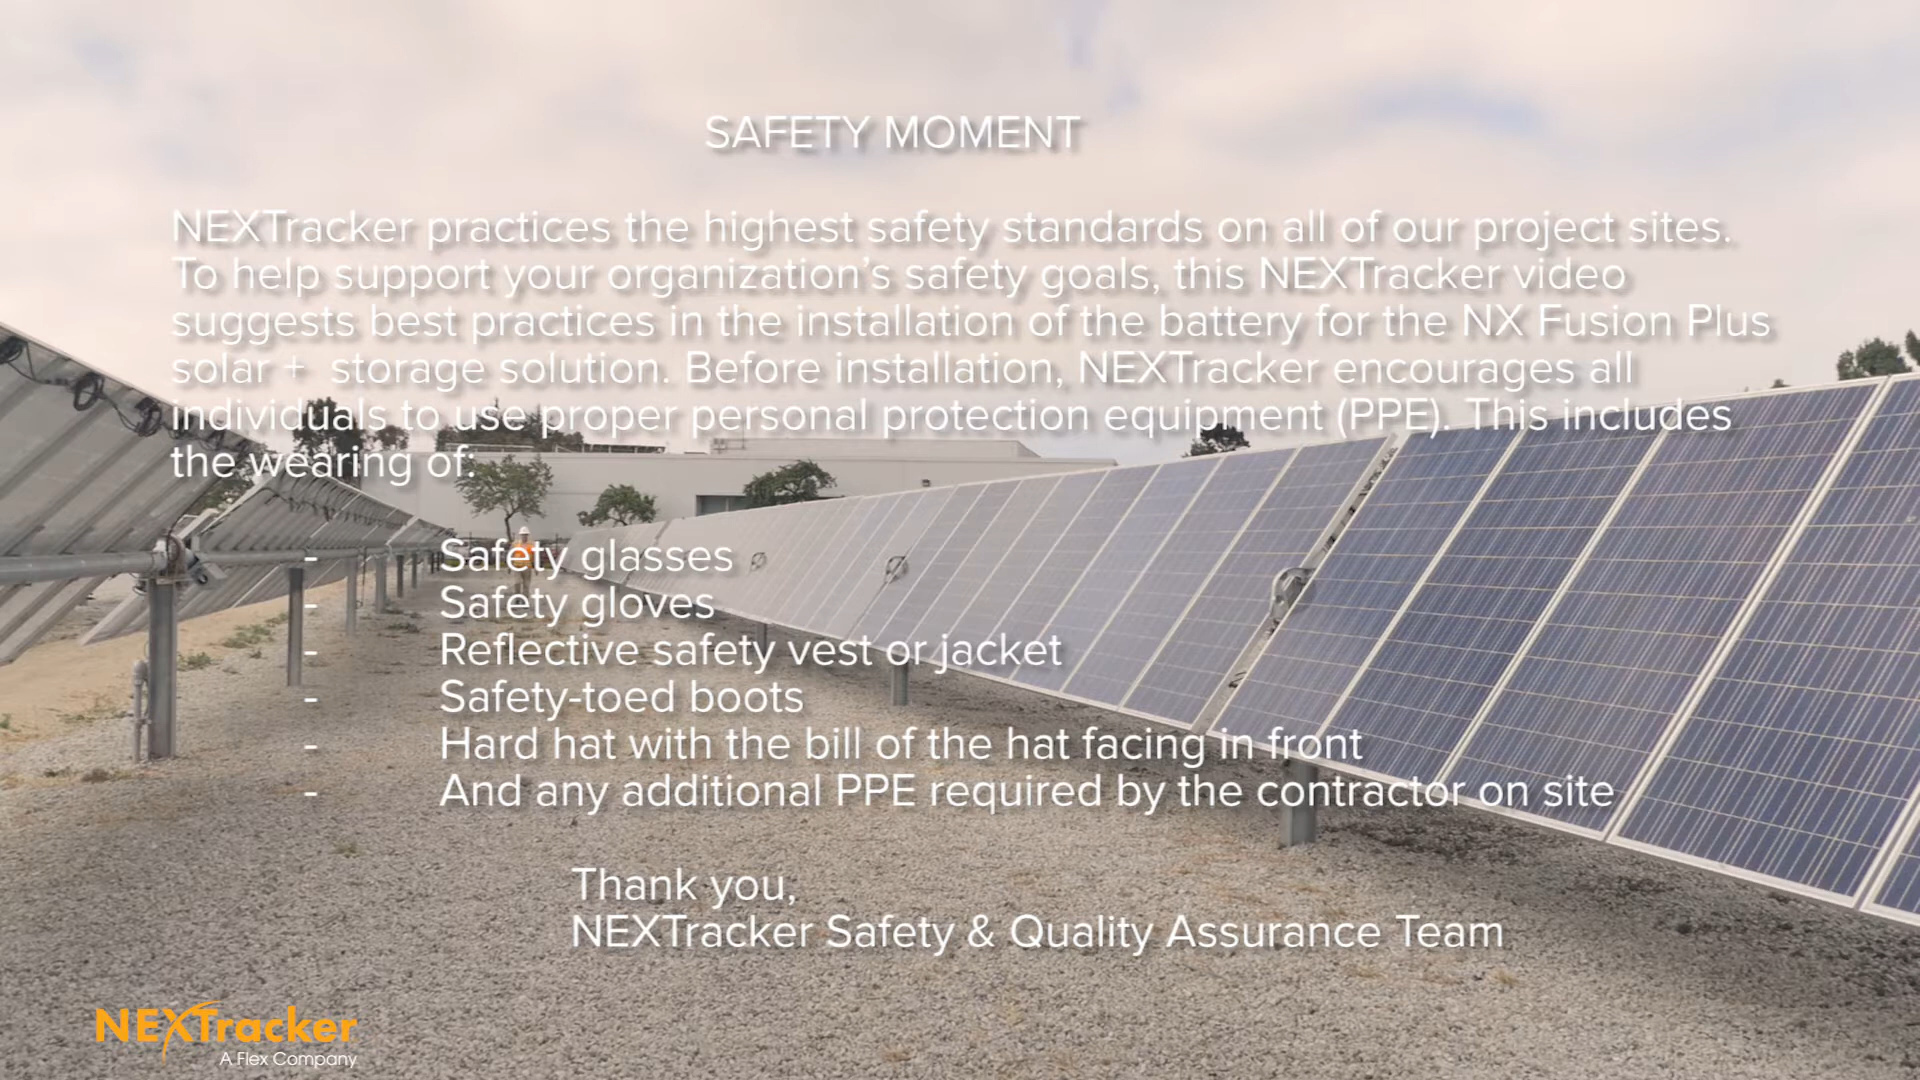 SAFETY MOMENT
NEXTracker practices the highest safety standards on all of our project sites.
To help support your organization's safety goals, this NEXTracker video
suggests best practices in the installation of the battery for the NX Fusion Plus
solar + storage solution. Before installation, NEXTracker encourages all
individuals to use proper personal protection equipment (PPE). This includes
the wearing of:
- Safety glasses
- Safety gloves
- Reflective safety vest or jacket
- Safety-toed boots
- Hard hat with the bill of the hat facing in front
- And any additional PPE required by the contractor on site
Thank you,
NEXTracker Safety & Quality Assurance Team
NEXTracker
A Flex Company